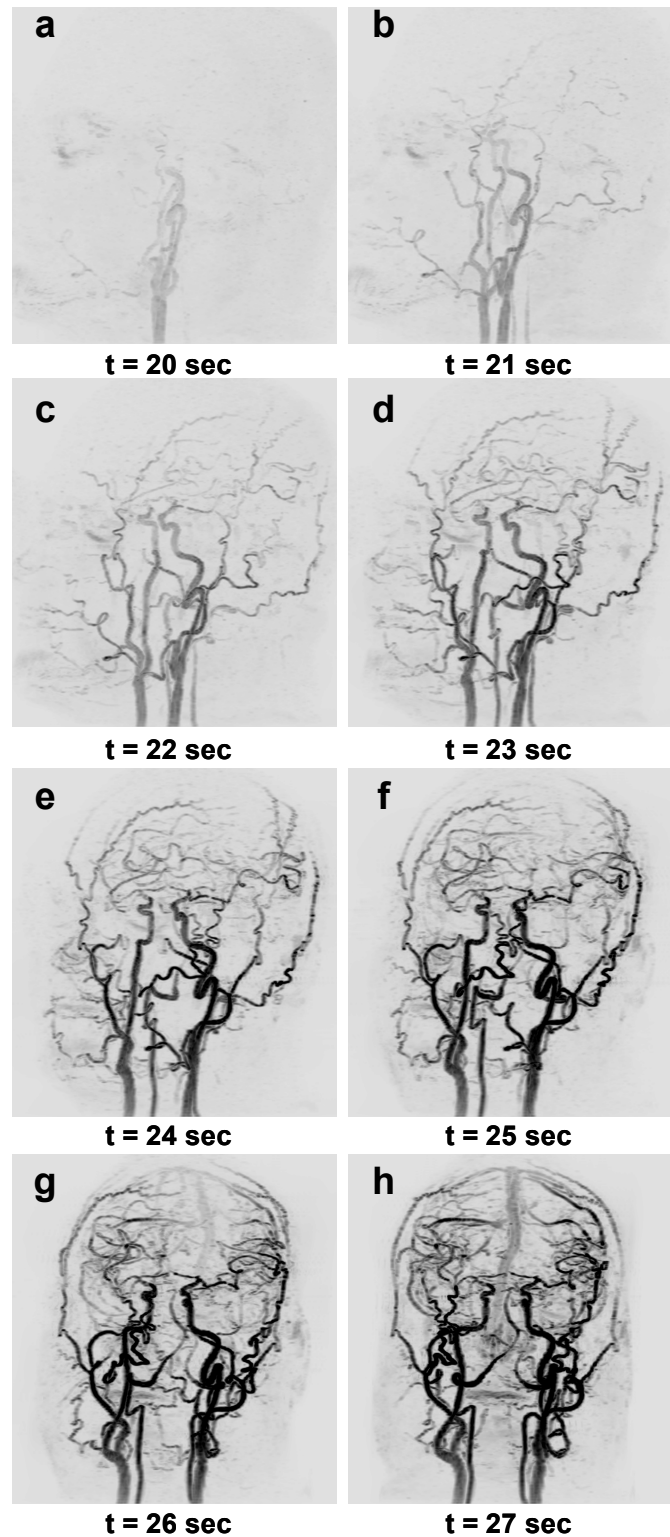 a
b
t = 20 sec
t = 21 sec
c
d
t = 22 sec
t = 23 sec
e
f
t = 24 sec
t = 25 sec
g
h
t = 26 sec
t = 27 sec